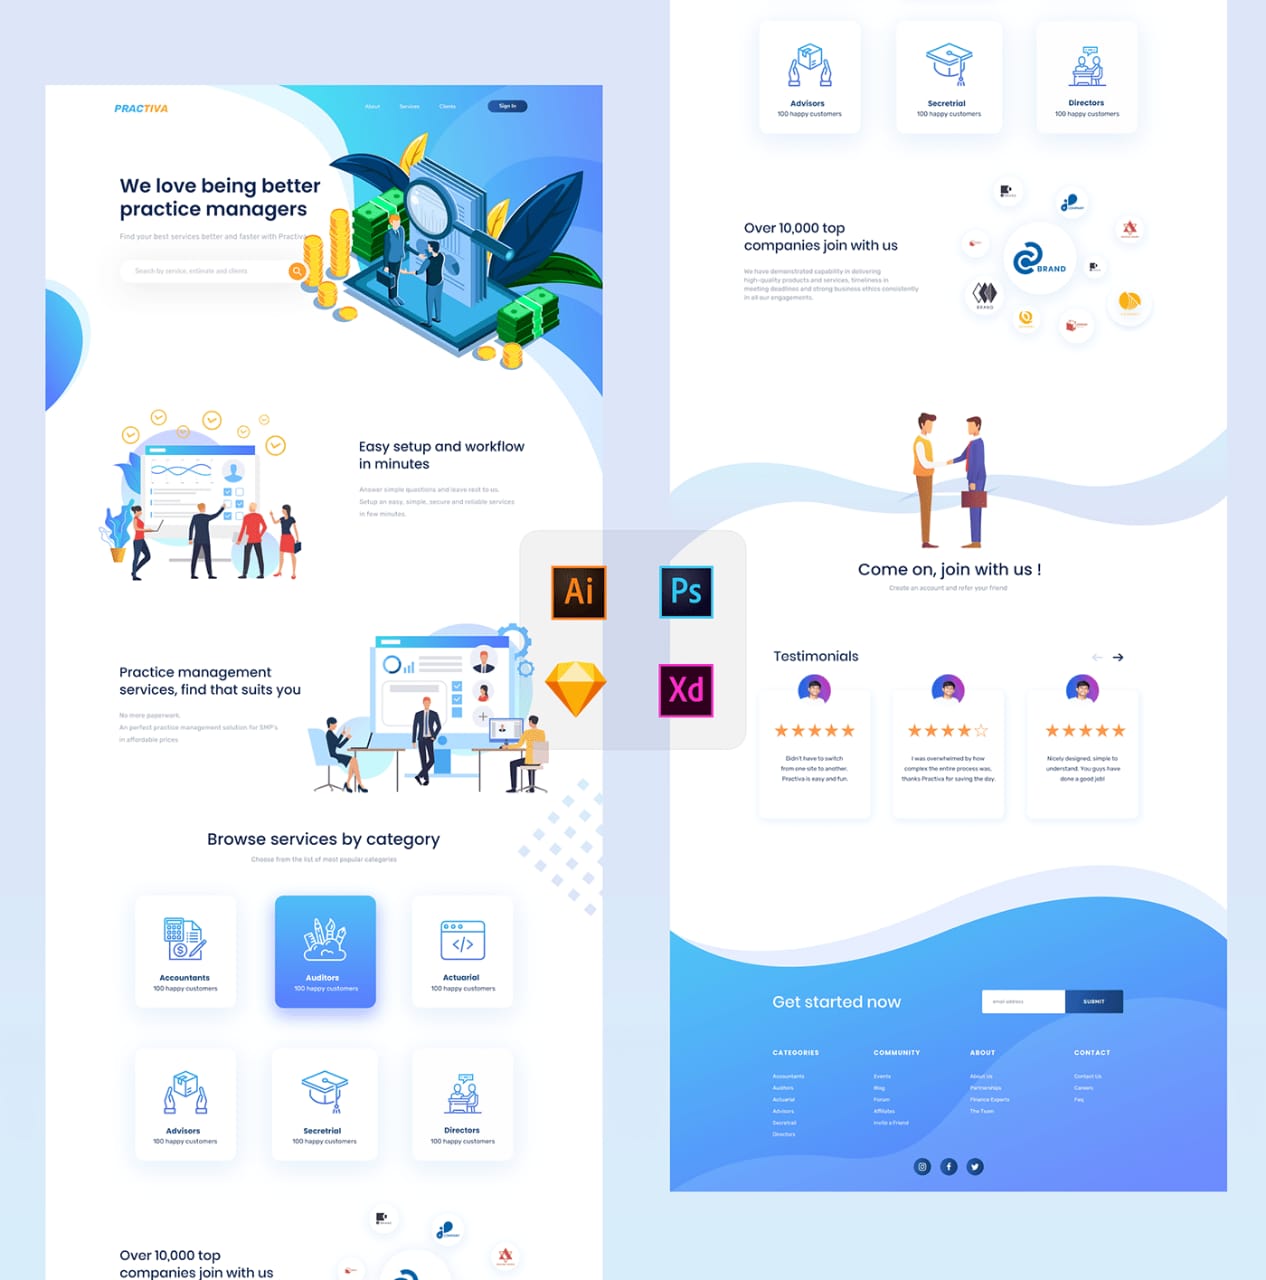 PRACTIVA
About
Services
Clients
Sign In
We love being better
practice managers
Find your best services better and faster with Practiva
Search by service, estimate and clients
Easy setup and workflow
in minutes
Answer simple questions and leave rest to us.
Setup an easy, simple, secure and reliable services
in few minutes.
Practice management
services, find that suits you
No more paperwork.
An perfect practice management solution for SMP's
in affordable prices
Browse services by category
Choose from the list of most popular categories
Accountants
100 happy customers
Auditors
100 happy customers
Actuarial
100 happy customers
Advisors
100 happy customers
Secretrial
100 happy customers
Directors
100 happy customers
Over 10,000 top
companies join with us
Ai
Ps
Xd
Advisors
100 happy customers
Secretrial
100 happy customers
Directors
100 happy customers
Over 10,000 top
companies join with us
We have demonstrated capability in delivering
high-quality products and services, timeliness in
meeting deadlines and strong business ethics consistently
in all our engagements.
BRAND
COMPANY
BRAND
Come on, join with us !
Create an account and refer your friend
Testimonials
Didn't have to switch
from one site to another.
Practiva is easy and fun.
I was overwhelmed by how
complex the entire process was,
thanks Practiva for saving the day.
Nicely designed, simple to
understand. You guys have
done a good job!
Get started now
email address
SUBMIT
CATEGORIES
Accountants
Auditors
Actuarial
Advisors
Secretrail
Directors
COMMUNITY
Events
Blog
Forum
Affiliates
Invite a Friend
ABOUT
About Us
Partnerships
Finance Experts
The Team
CONTACT
Contact Us
Careers
Faq